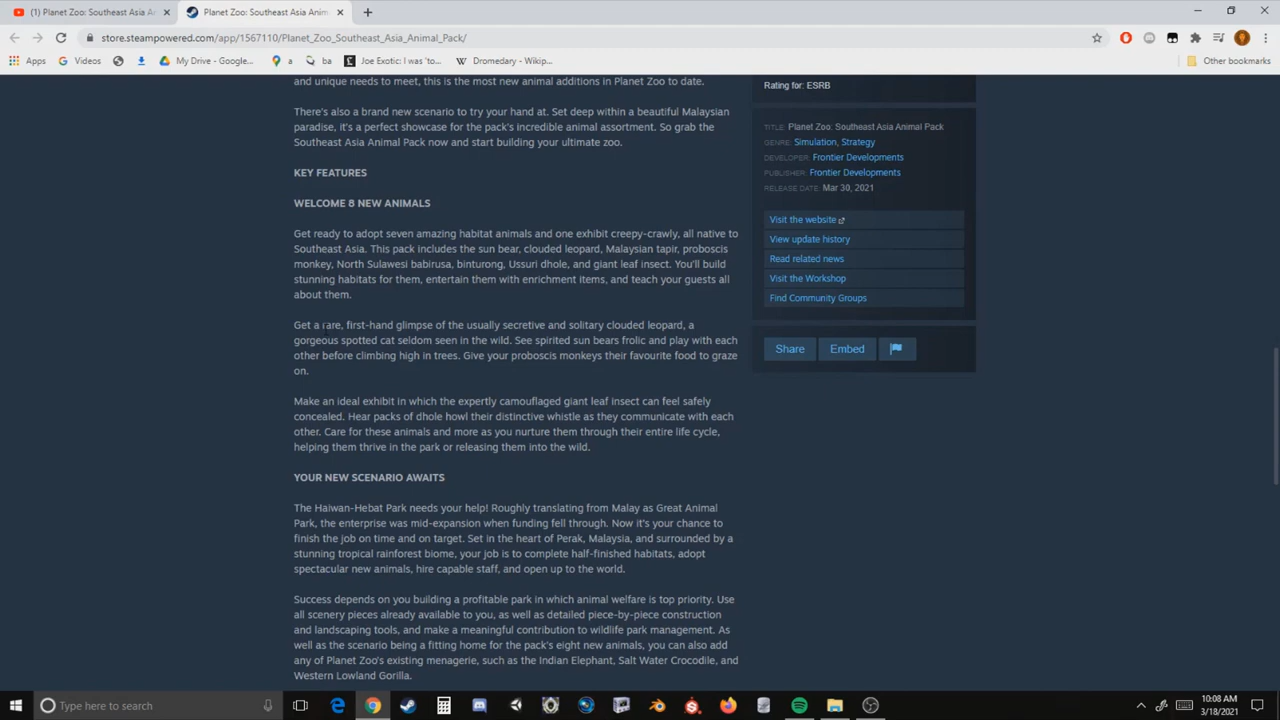 (1) Planet Zoo: Southeast Asia A
Planet Zoo: Southeast Asia Anim
store.steampowered.com/app/1567110/Planet_Zoo_Southeast_Asia_Animal_Pack/
Apps
Videos
My Drive - Google...
a
ba
Joe Exotic: I was 'to...
Dromedary - Wikip...
Other bookmarks
and unique needs to meet, this is the most new animal additions in Planet Zoo to date.
There's also a brand new scenario to try your hand at. Set deep within a beautiful Malaysian
paradise, it's a perfect showcase for the pack's incredible animal assortment. So grab the
Southeast Asia Animal Pack now and start building your ultimate zoo.
KEY FEATURES
WELCOME 8 NEW ANIMALS
Get ready to adopt seven amazing habitat animals and one exhibit creepy-crawly, all native to
Southeast Asia. This pack includes the sun bear, clouded leopard, Malaysian tapir, proboscis
monkey, North Sulawesi babirusa, binturong, Ussuri dhole, and giant leaf insect. You'll build
stunning habitats for them, entertain them with enrichment items, and teach your guests all
about them.
Get a rare, first-hand glimpse of the usually secretive and solitary clouded leopard, a
gorgeous spotted cat seldom seen in the wild. See spirited sun bears frolic and play with each
other before climbing high in trees. Give your proboscis monkeys their favourite food to graze
on.
Make an ideal exhibit in which the expertly camouflaged giant leaf insect can feel safely
concealed. Hear packs of dhole howl their distinctive whistle as they communicate with each
other. Care for these animals and more as you nurture them through their entire life cycle,
helping them thrive in the park or releasing them into the wild.
YOUR NEW SCENARIO AWAITS
The Haiwan-Hebat Park needs your help! Roughly translating from Malay as Great Animal
Park, the enterprise was mid-expansion when funding fell through. Now it's your chance to
finish the job on time and on target. Set in the heart of Perak, Malaysia, and surrounded by a
stunning tropical rainforest biome, your job is to complete half-finished habitats, adopt
spectacular new animals, hire capable staff, and open up to the world.
Success depends on you building a profitable park in which animal welfare is top priority. Use
all scenery pieces already available to you, as well as detailed piece-by-piece construction
and landscaping tools, and make a meaningful contribution to wildlife park management. As
well as the scenario being a fitting home for the pack's eight new animals, you can also add
any of Planet Zoo's existing menagerie, such as the Indian Elephant, Salt Water Crocodile, and
Western Lowland Gorilla.
Rating for: ESRB
TITLE: Planet Zoo: Southeast Asia Animal Pack
GENRE: Simulation, Strategy
DEVELOPER: Frontier Developments
PUBLISHER: Frontier Developments
RELEASE DATE: Mar 30, 2021
Visit the website
View update history
Read related news
Visit the Workshop
Find Community Groups
Share
Embed
Type here to search
10:08 AM
3/18/2021